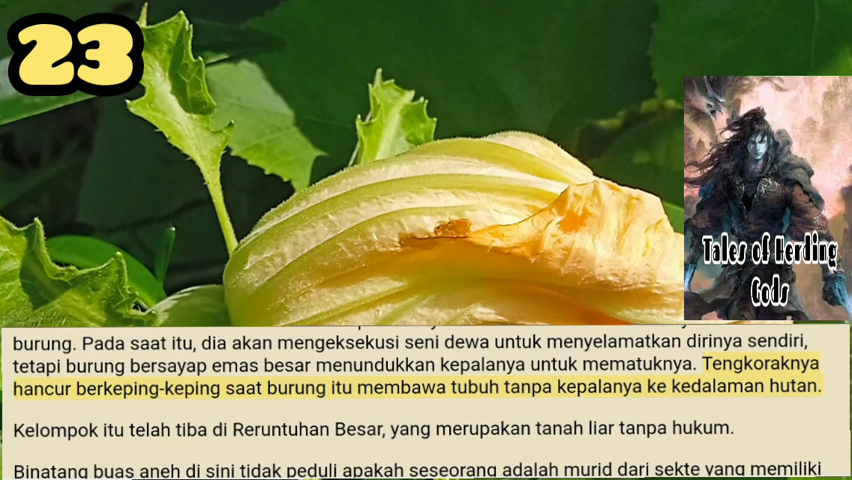 23
Tales of Herding
Gods
burung. Pada saat itu, dia akan mengeksekusi seni dewa untuk menyelamatkan dirinya sendiri,
tetapi burung bersayap emas besar menundukkan kepalanya untuk mematuknya. Tengkoraknya
hancur berkeping-keping saat burung itu membawa tubuh tanpa kepalanya ke kedalaman hutan.
Kelompok itu telah tiba di Reruntuhan Besar, yang merupakan tanah liar tanpa hukum.
Binatang buas aneh di sini tidak peduli apakah seseorang adalah murid dari sekte yang memiliki